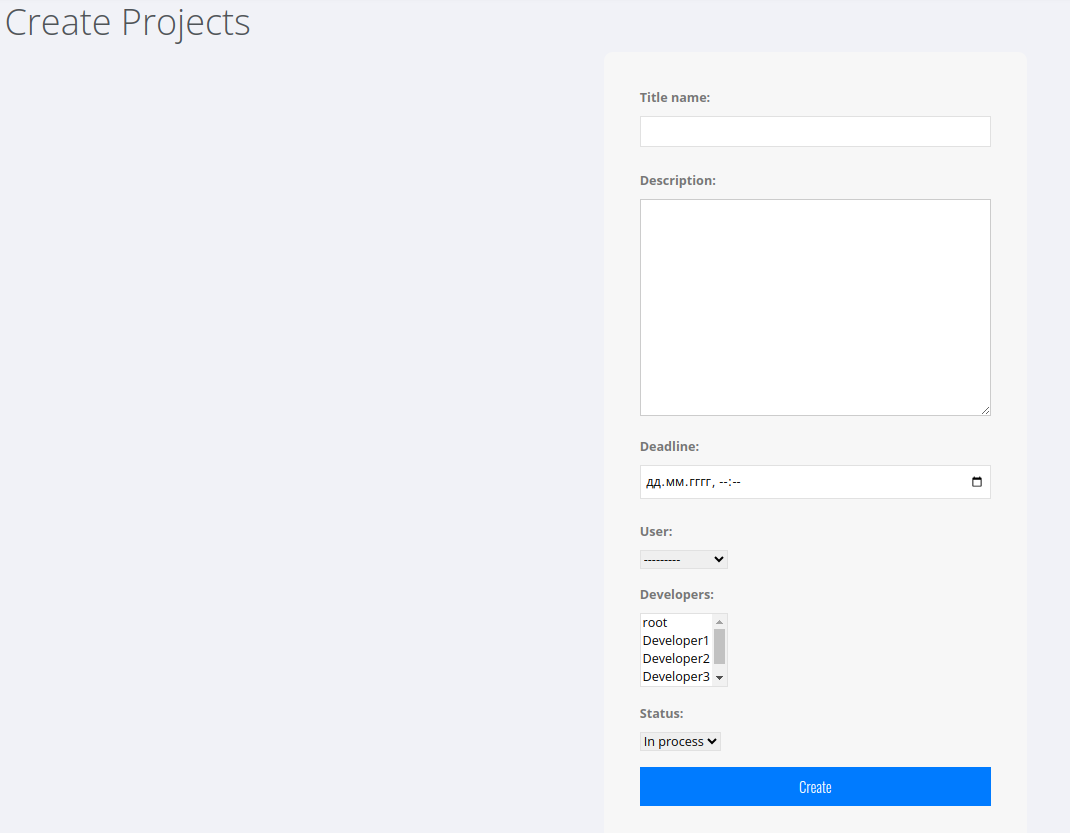 Create Projects
Title name:
Description:
Deadline:
дд.мм.гггг, --:--
User:
---------
Developers:
root
Developer1
Developer2
Developer3
Status:
In process
Create